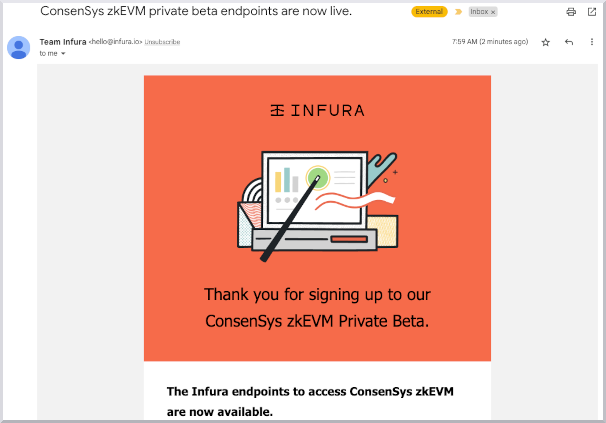 ConsenSys zkEVM private beta endpoints are now live.
External
Inbox x
Team Infura <hello@infura.io> Unsubscribe
7:59 AM (2 minutes ago)
to me
INFURA
Thank you for signing up to our
ConsenSys zkEVM Private Beta.
The Infura endpoints to access ConsenSys zkEVM
are now available.